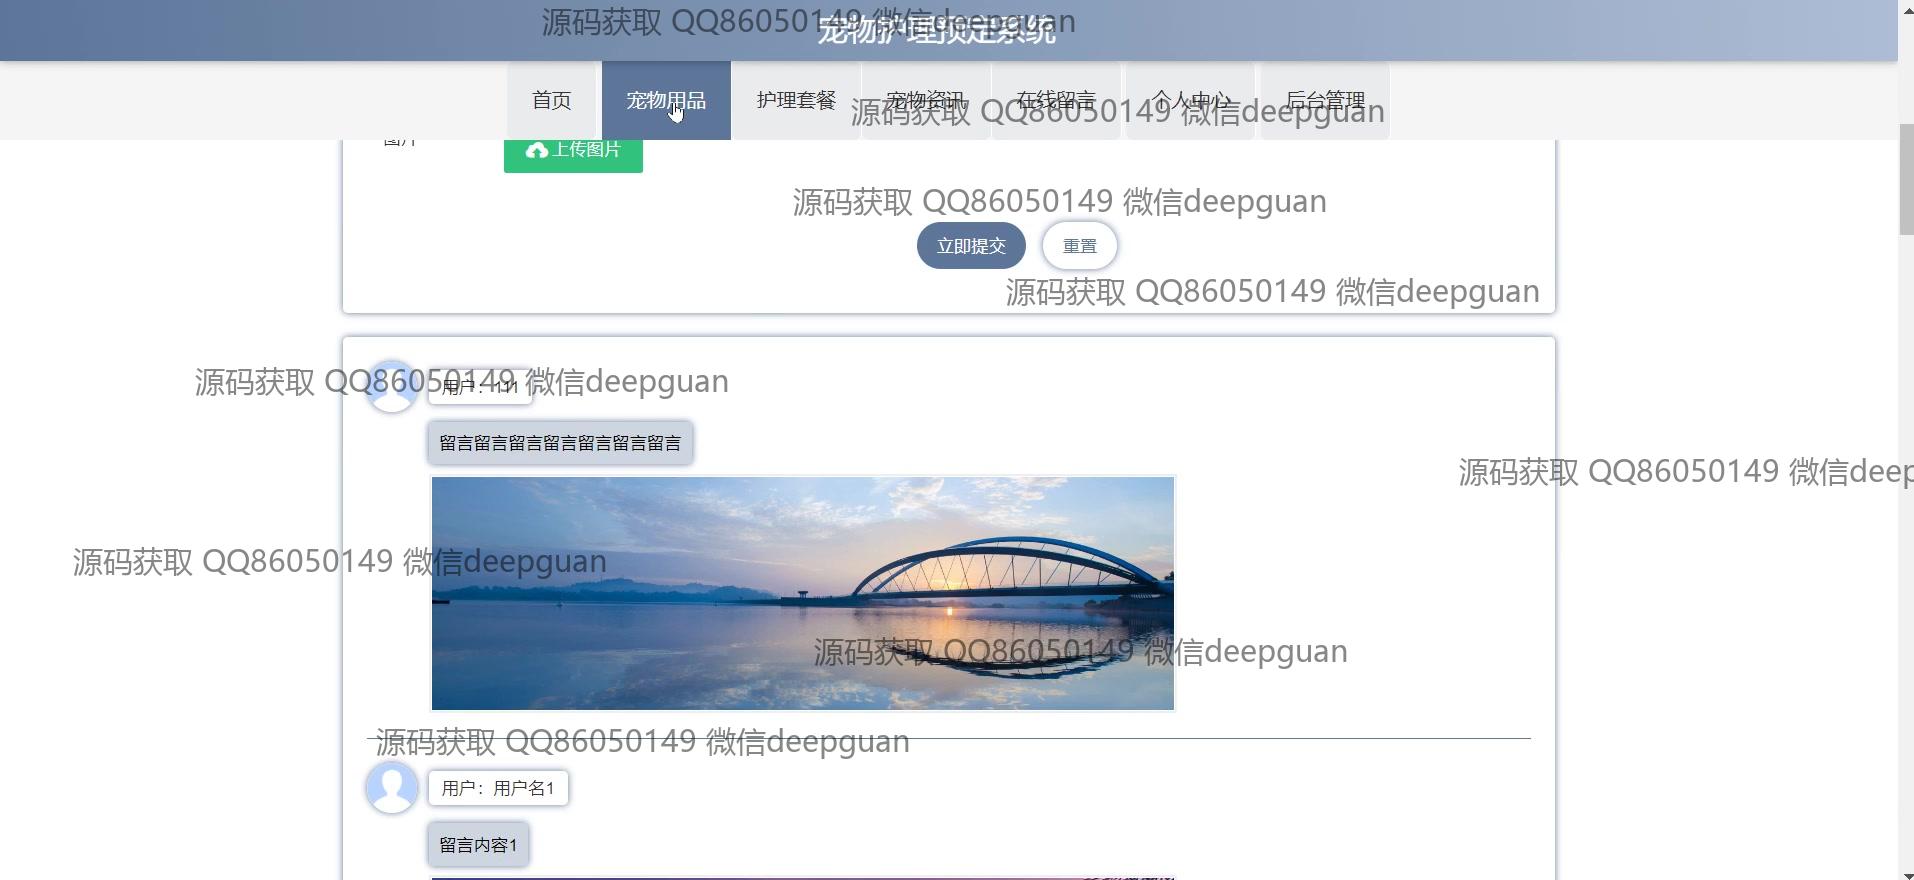 源码获取 QQ86050149 微信deepguan
宠物护理预定系统
首页 宠物用品 护理套餐 宠物资讯 在线留言 个人中心 后台管理
源码获取 QQ86050149 微信deepguan
图片 上传图片
源码获取 QQ86050149 微信deepguan
立即提交 重置
源码获取 QQ86050149 微信deepguan
源码获取 QQ86050149 微信deepguan
用户：111
留言留言留言留言留言留言留言
源码获取 QQ86050149 微信deep
源码获取 QQ86050149 微信deepguan
源码获取 QQ86050149 微信deepguan
源码获取 QQ86050149 微信deepguan
用户：用户名1
留言内容1